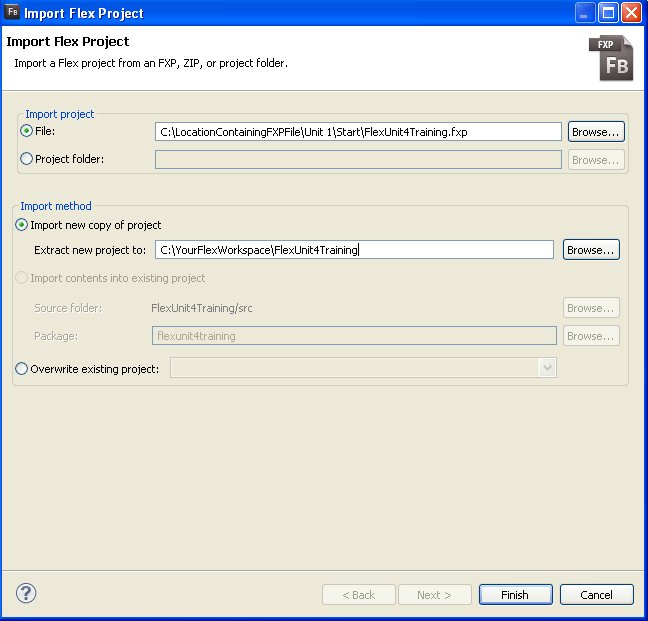 Fb Import Flex Project
Import Flex Project
Import a Flex project from an FXP, ZIP, or project folder.
FXP
FB
Import project
File: C:\LocationContainingFXPFile\Unit 1\Start\FlexUnit4Training.fxp Browse...
Project folder: Browse...
Import method
Import new copy of project
Extract new project to: C:\YourFlexWorkspace\FlexUnit4Training Browse...
Import contents into existing project
Source folder: FlexUnit4Training/src Browse...
Package: flexunit4training Browse...
Overwrite existing project:
? < Back Next > Finish Cancel